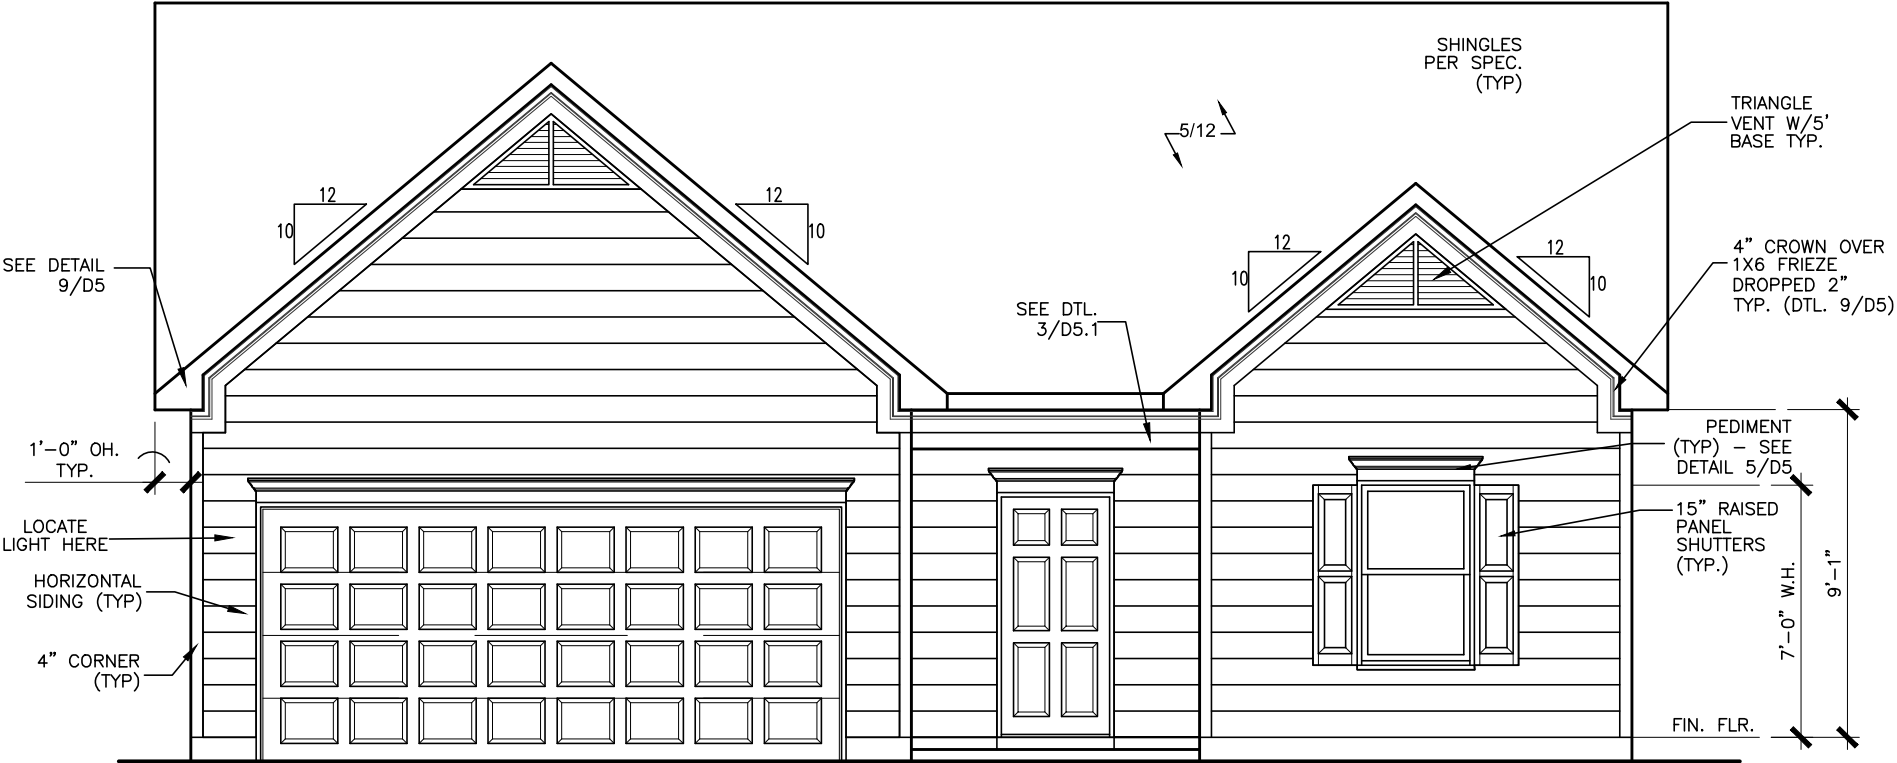 SHINGLES
PER SPEC.
(TYP)
5/12
TRIANGLE
VENT W/5'
BASE TYP.
12
10
12
10
12
10
12
10
SEE DETAIL
9/D5
4" CROWN OVER
1X6 FRIEZE
DROPPED 2"
TYP. (DTL. 9/D5)
SEE DTL.
3/D5.1
1'-0" OH.
TYP.
PEDIMENT
(TYP) - SEE
DETAIL 5/D5
LOCATE
LIGHT HERE
15" RAISED
PANEL
SHUTTERS
(TYP.)
HORIZONTAL
SIDING (TYP)
4" CORNER
(TYP)
7'-0" W.H.
9'-1"
FIN. FLR.